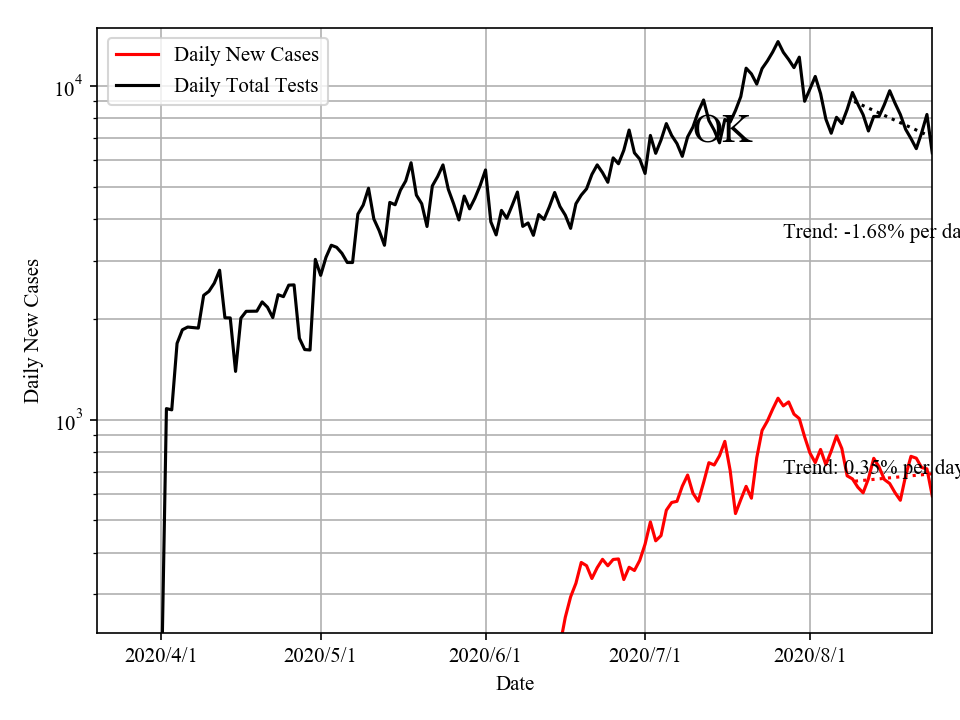 Daily New Cases
Daily Total Tests
OK
Trend: -1.68% per da
Trend: 0.35% per day
Daily New Cases
10^4
10^3
2020/4/1
2020/5/1
2020/6/1
2020/7/1
2020/8/1
Date